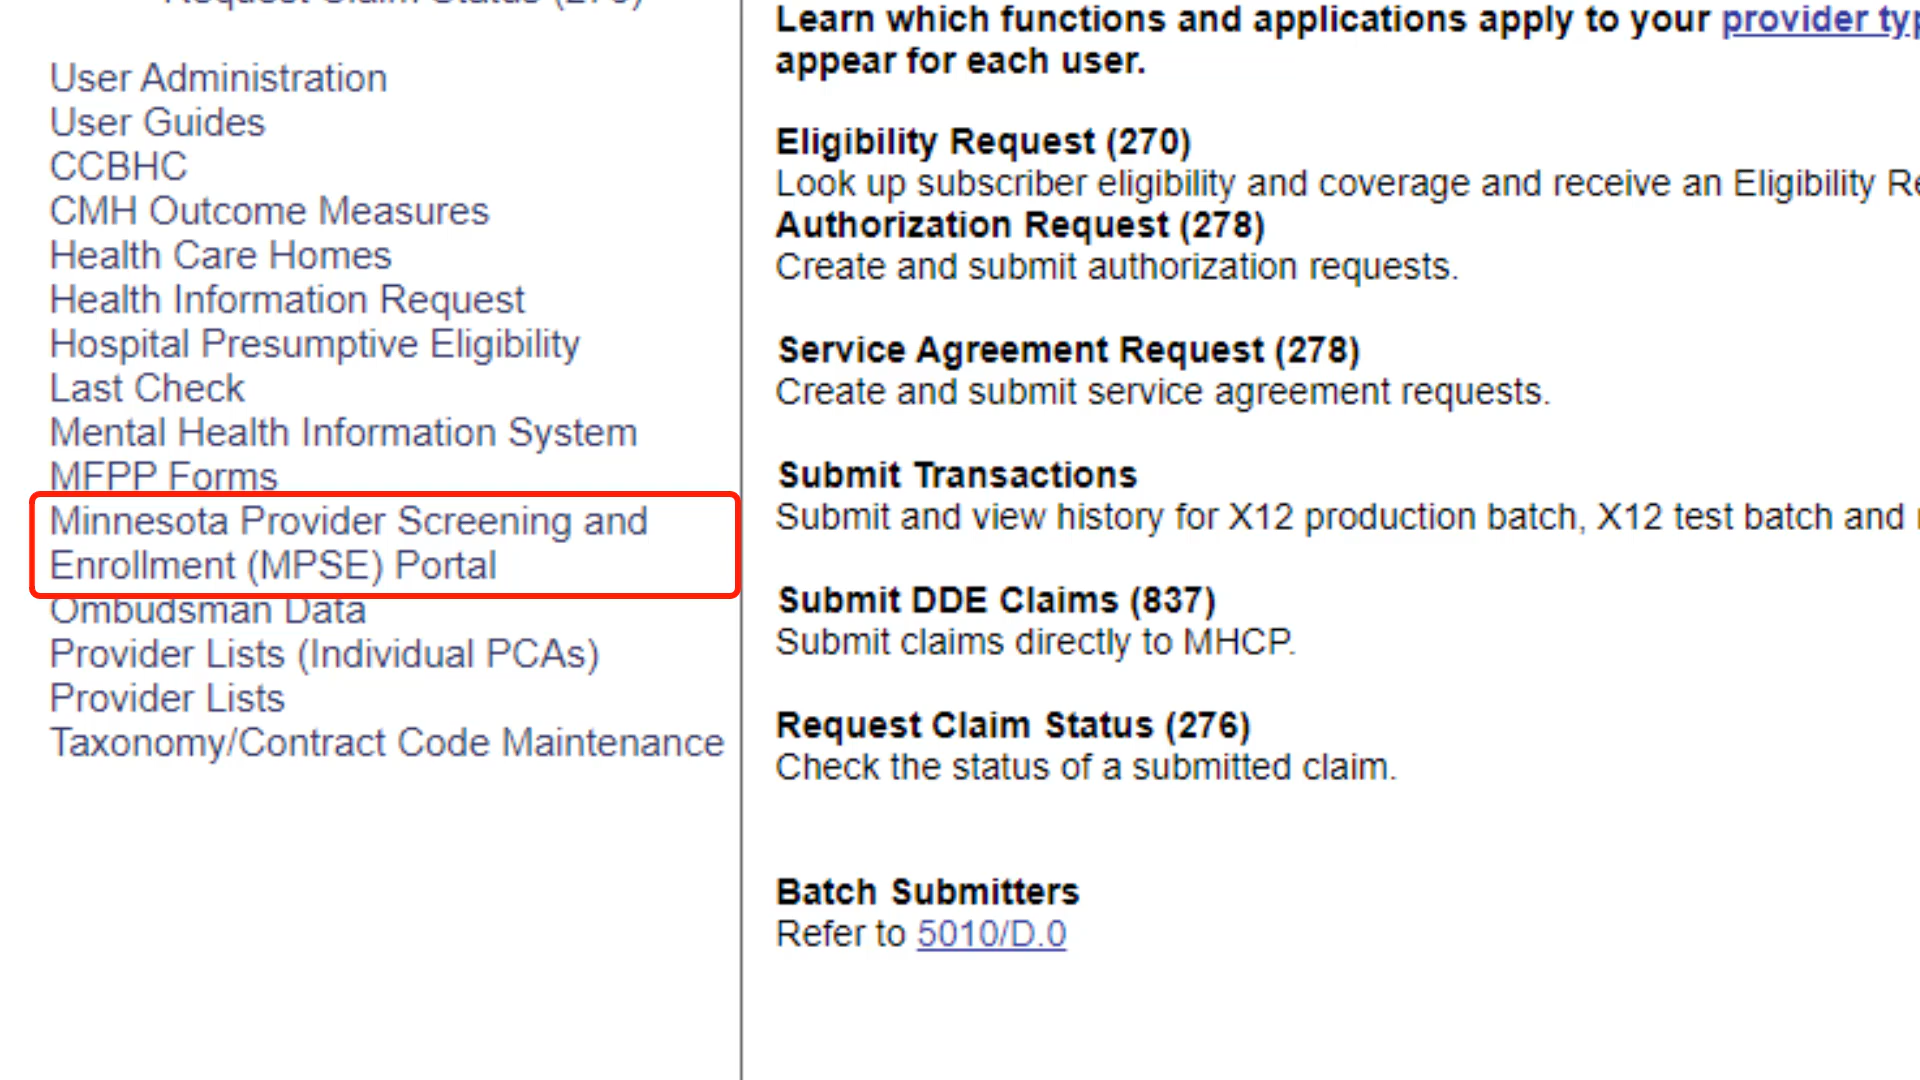 Request Claim Status (276)
User Administration
User Guides
CCBHC
CMH Outcome Measures
Health Care Homes
Health Information Request
Hospital Presumptive Eligibility
Last Check
Mental Health Information System
MFPP Forms
Minnesota Provider Screening and
Enrollment (MPSE) Portal
Ombudsman Data
Provider Lists (Individual PCAs)
Provider Lists
Taxonomy/Contract Code Maintenance
Learn which functions and applications apply to your provider typ
appear for each user.
Eligibility Request (270)
Look up subscriber eligibility and coverage and receive an Eligibility Re
Authorization Request (278)
Create and submit authorization requests.
Service Agreement Request (278)
Create and submit service agreement requests.
Submit Transactions
Submit and view history for X12 production batch, X12 test batch and
Submit DDE Claims (837)
Submit claims directly to MHCP.
Request Claim Status (276)
Check the status of a submitted claim.
Batch Submitters
Refer to 5010/D.0